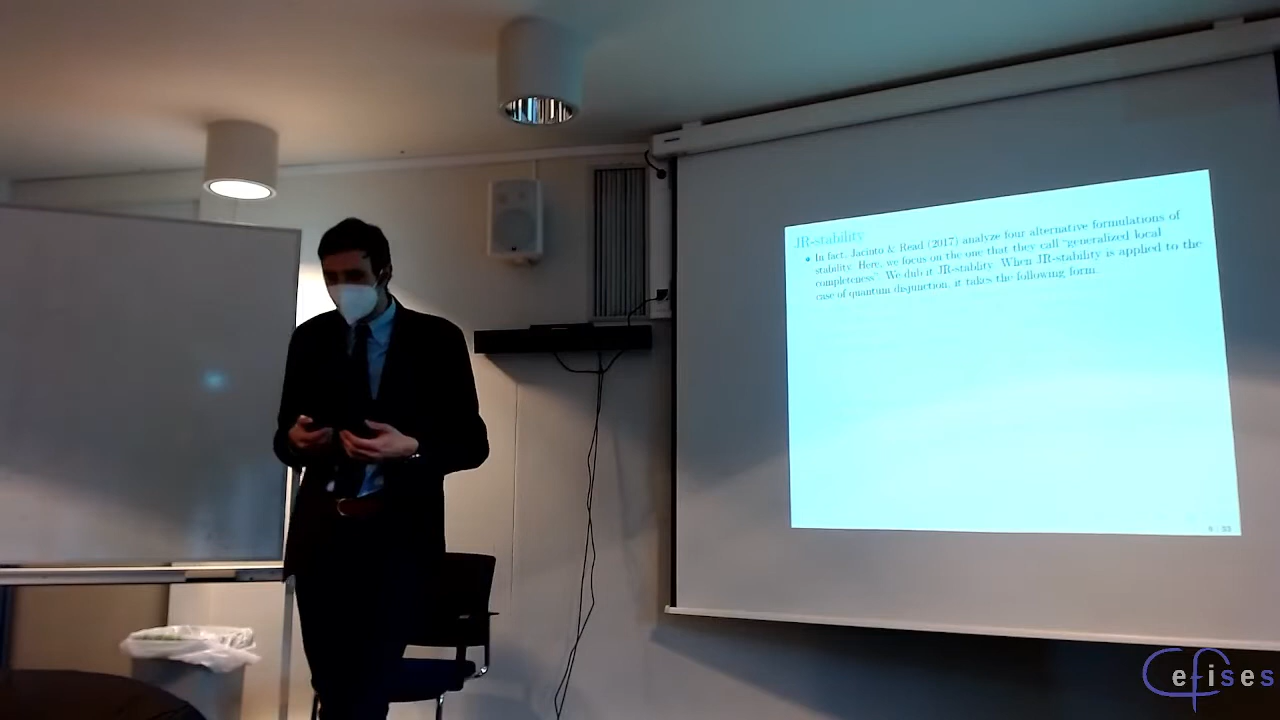 JR-stability
• In fact, Jacinto & Read (2017) analyze four alternative formulations of
stability. Here, we focus on the one that they call “generalized local
completeness”. We dub it JR-stablity. When JR-stability is applied to the
case of quantum disjunction, it takes the following form.
efises